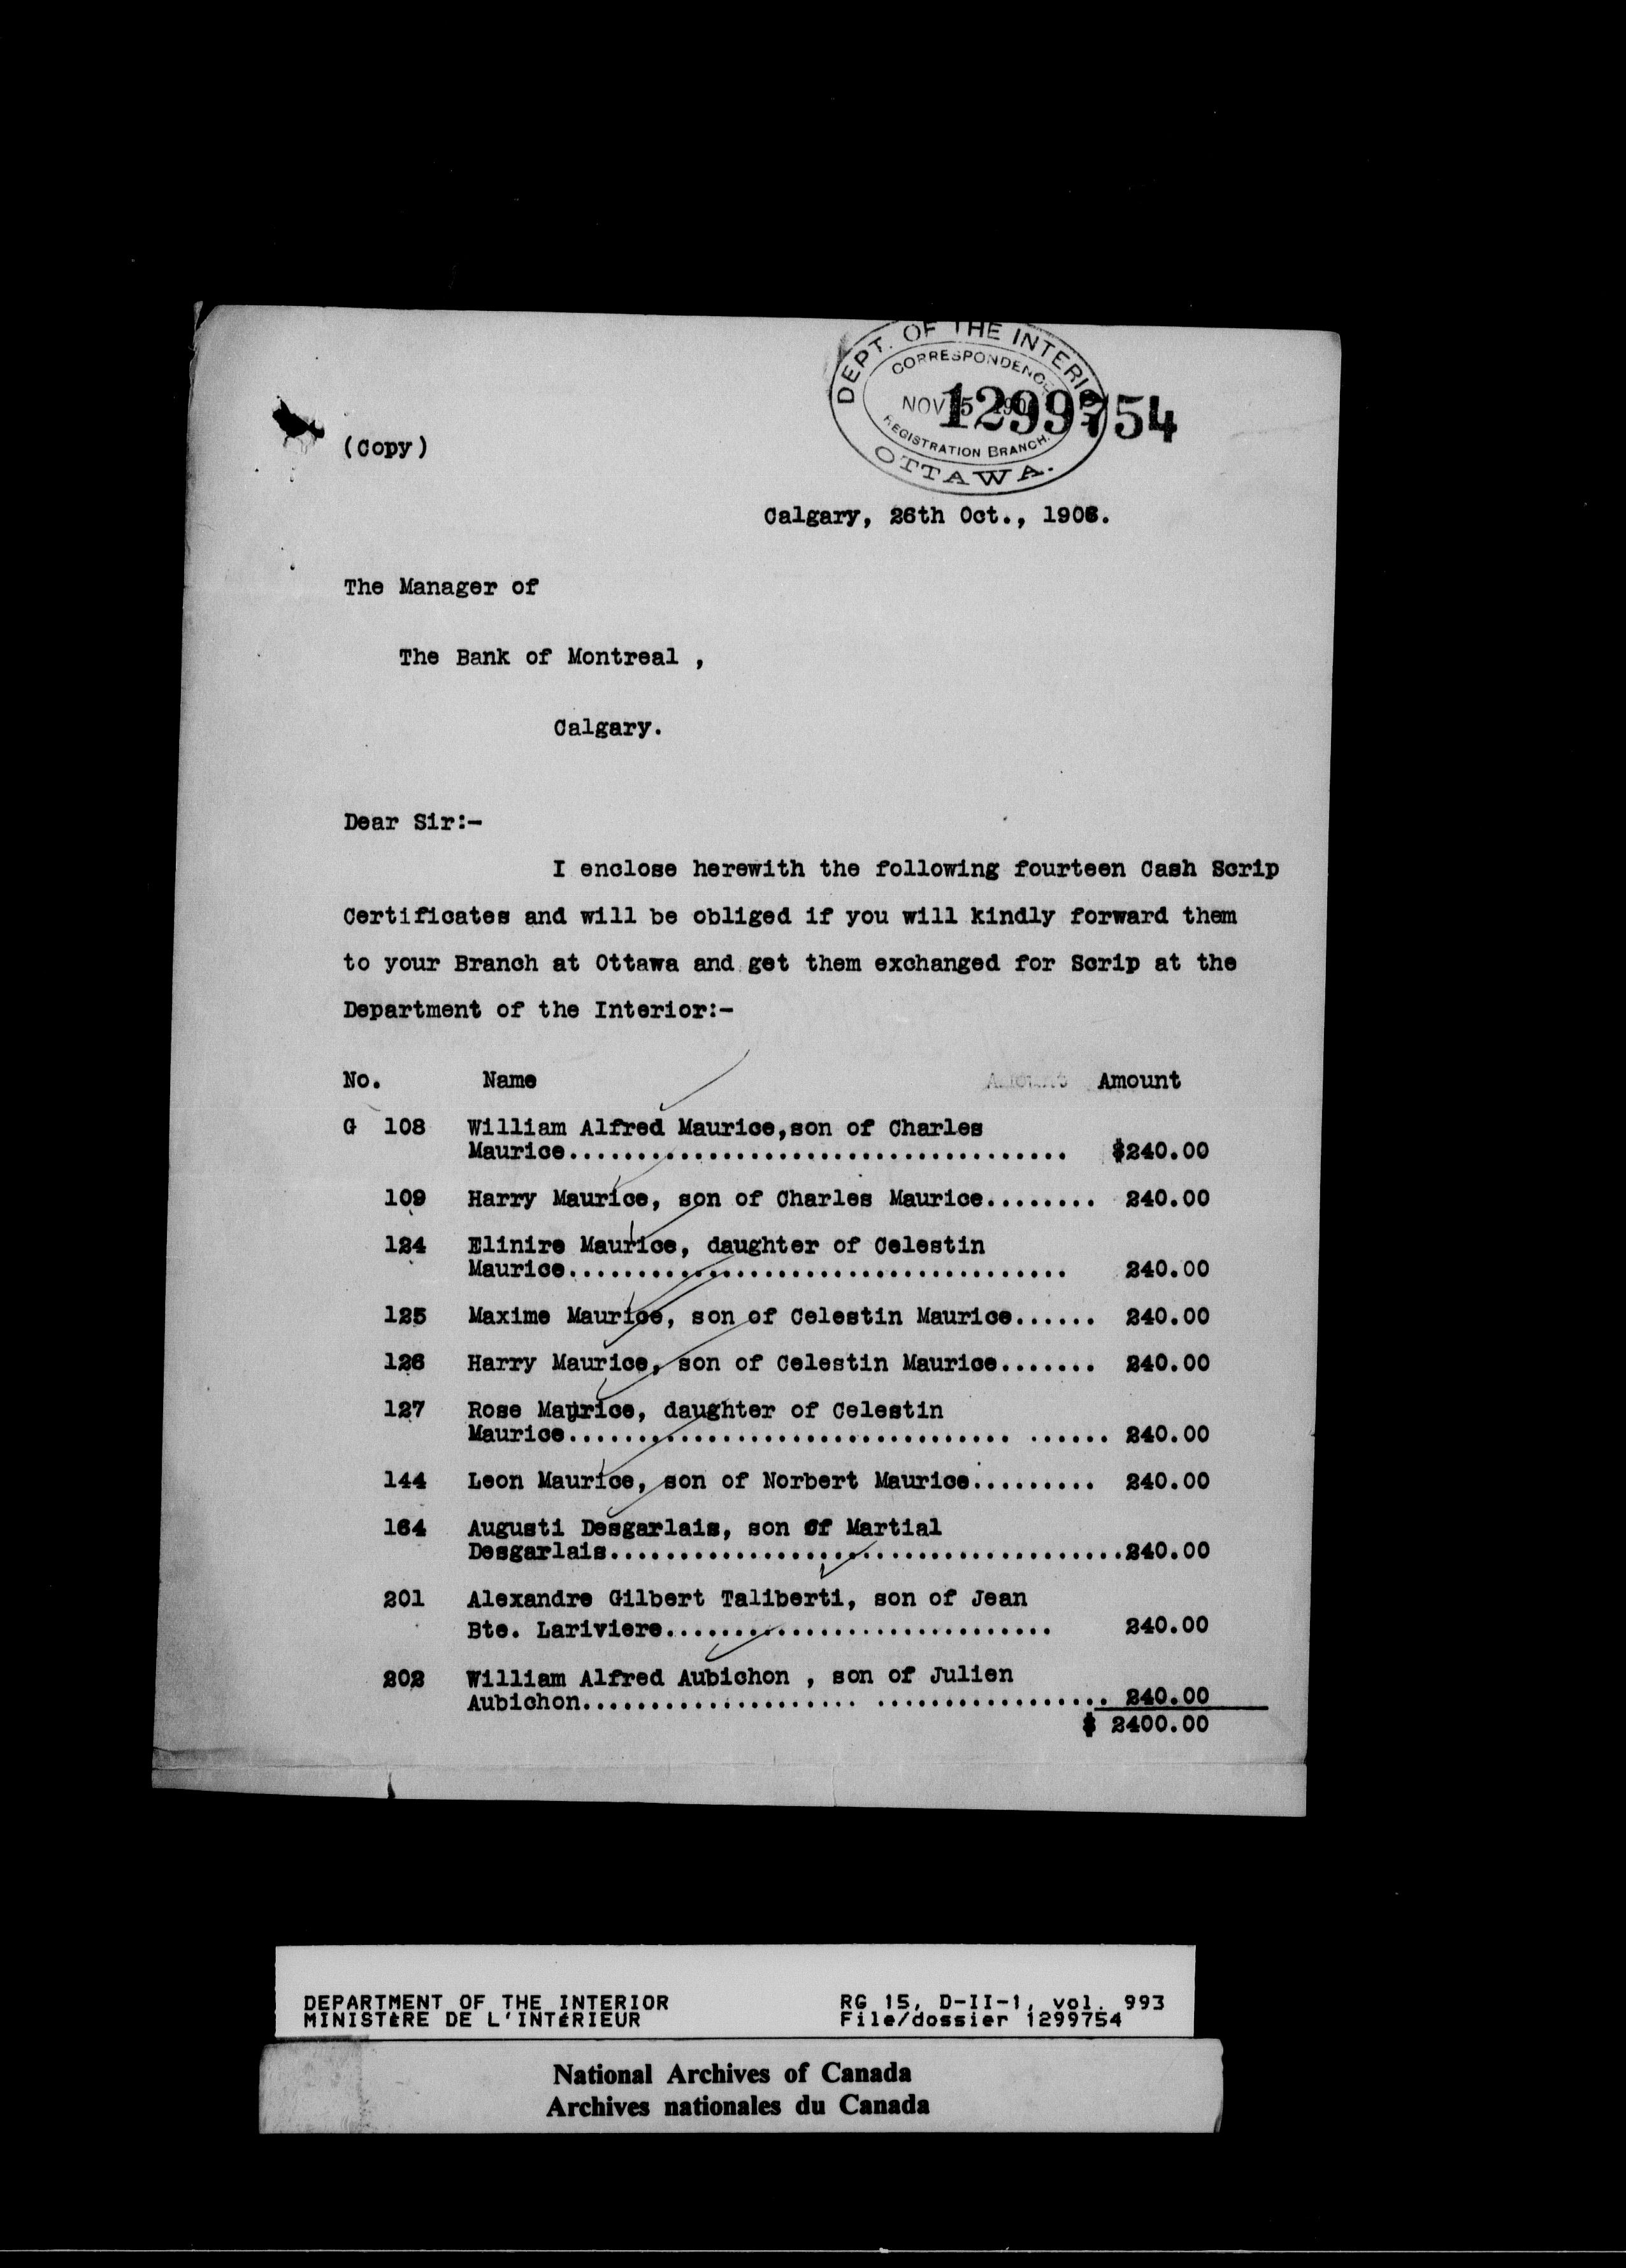 DEPT. OF THE INTERIOR
CORRESPONDENCE
NOV 5 190
1299754
REGISTRATION BRANCH.
OTTAWA.
(Copy)
Calgary, 26th Oct., 1906.
The Manager of
The Bank of Montreal ,
Calgary.
Dear Sir:-
I enclose herewith the following fourteen Cash Scrip
Certificates and will be obliged if you will kindly forward them
to your Branch at Ottawa and get them exchanged for Scrip at the
Department of the Interior:-
No. Name Amount Amount
G 108 William Alfred Maurice,son of Charles
Maurice.................................... $240.00
109 Harry Maurice, son of Charles Maurice........ 240.00
124 Elinire Maurice, daughter of Celestin
Maurice.................................... 240.00
125 Maxime Maurice, son of Celestin Maurice...... 240.00
126 Harry Maurice, son of Celestin Maurice....... 240.00
127 Rose Maurice, daughter of Celestin
Maurice................................ ...... 240.00
144 Leon Maurice, son of Norbert Maurice......... 240.00
164 Augusti Desgarlais, son of Martial
Desgarlais.....................................240.00
201 Alexandre Gilbert Taliberti, son of Jean
Bte. Lariviere............................ 240.00
202 William Alfred Aubichon , son of Julien
Aubichon.................... ................. 240.00
$ 2400.00
DEPARTMENT OF THE INTERIOR RG 15, D-II-1, vol. 993
MINISTÈRE DE L'INTÉRIEUR File/dossier 1299754
National Archives of Canada
Archives nationales du Canada